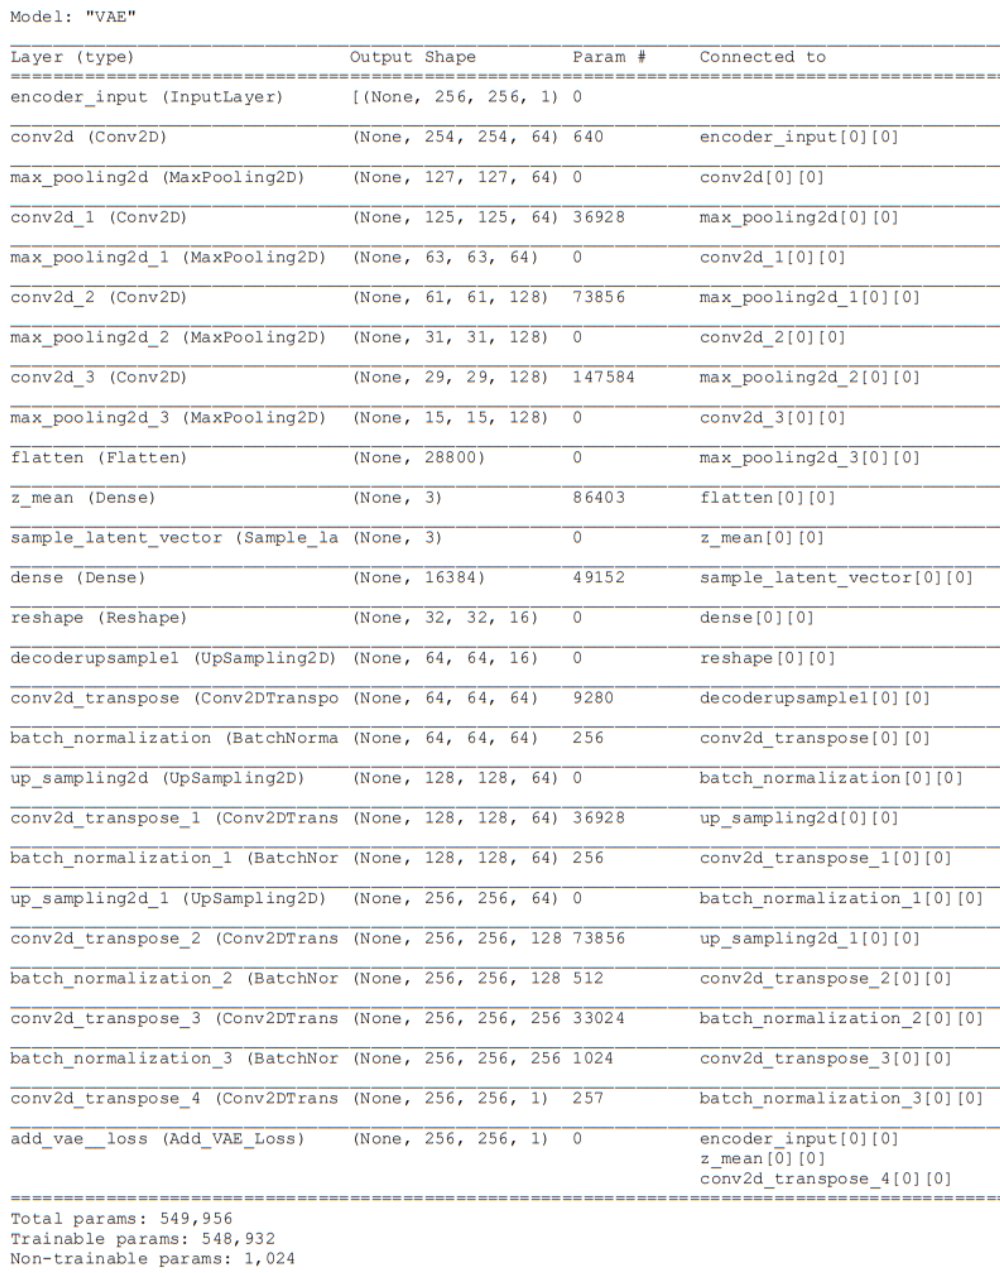 Model: "VAE"
Layer (type) Output Shape Param # Connected to
encoder_input (InputLayer) [(None, 256, 256, 1) 0
conv2d (Conv2D) (None, 254, 254, 64) 640 encoder_input[0][0]
max_pooling2d (MaxPooling2D) (None, 127, 127, 64) 0 conv2d[0][0]
conv2d_1 (Conv2D) (None, 125, 125, 64) 36928 max_pooling2d[0][0]
max_pooling2d_1 (MaxPooling2D) (None, 63, 63, 64) 0 conv2d_1[0][0]
conv2d_2 (Conv2D) (None, 61, 61, 128) 73856 max_pooling2d_1[0][0]
max_pooling2d_2 (MaxPooling2D) (None, 31, 31, 128) 0 conv2d_2[0][0]
conv2d_3 (Conv2D) (None, 29, 29, 128) 147584 max_pooling2d_2[0][0]
max_pooling2d_3 (MaxPooling2D) (None, 15, 15, 128) 0 conv2d_3[0][0]
flatten (Flatten) (None, 28800) 0 max_pooling2d_3[0][0]
z_mean (Dense) (None, 3) 86403 flatten[0][0]
sample_latent_vector (Sample_la (None, 3) 0 z_mean[0][0]
dense (Dense) (None, 16384) 49152 sample_latent_vector[0][0]
reshape (Reshape) (None, 32, 32, 16) 0 dense[0][0]
decoderupsample1 (UpSampling2D) (None, 64, 64, 16) 0 reshape[0][0]
conv2d_transpose (Conv2DTranspo (None, 64, 64, 64) 9280 decoderupsample1[0][0]
batch_normalization (BatchNorma (None, 64, 64, 64) 256 conv2d_transpose[0][0]
up_sampling2d (UpSampling2D) (None, 128, 128, 64) 0 batch_normalization[0][0]
conv2d_transpose_1 (Conv2DTrans (None, 128, 128, 64) 36928 up_sampling2d[0][0]
batch_normalization_1 (BatchNor (None, 128, 128, 64) 256 conv2d_transpose_1[0][0]
up_sampling2d_1 (UpSampling2D) (None, 256, 256, 64) 0 batch_normalization_1[0][0]
conv2d_transpose_2 (Conv2DTrans (None, 256, 256, 128 73856 up_sampling2d_1[0][0]
batch_normalization_2 (BatchNor (None, 256, 256, 128 512 conv2d_transpose_2[0][0]
conv2d_transpose_3 (Conv2DTrans (None, 256, 256, 256 33024 batch_normalization_2[0][0]
batch_normalization_3 (BatchNor (None, 256, 256, 256 1024 conv2d_transpose_3[0][0]
conv2d_transpose_4 (Conv2DTrans (None, 256, 256, 1) 257 batch_normalization_3[0][0]
add_vae__loss (Add_VAE_Loss) (None, 256, 256, 1) 0 encoder_input[0][0]
z_mean[0][0]
conv2d_transpose_4[0][0]
Total params: 549,956
Trainable params: 548,932
Non-trainable params: 1,024